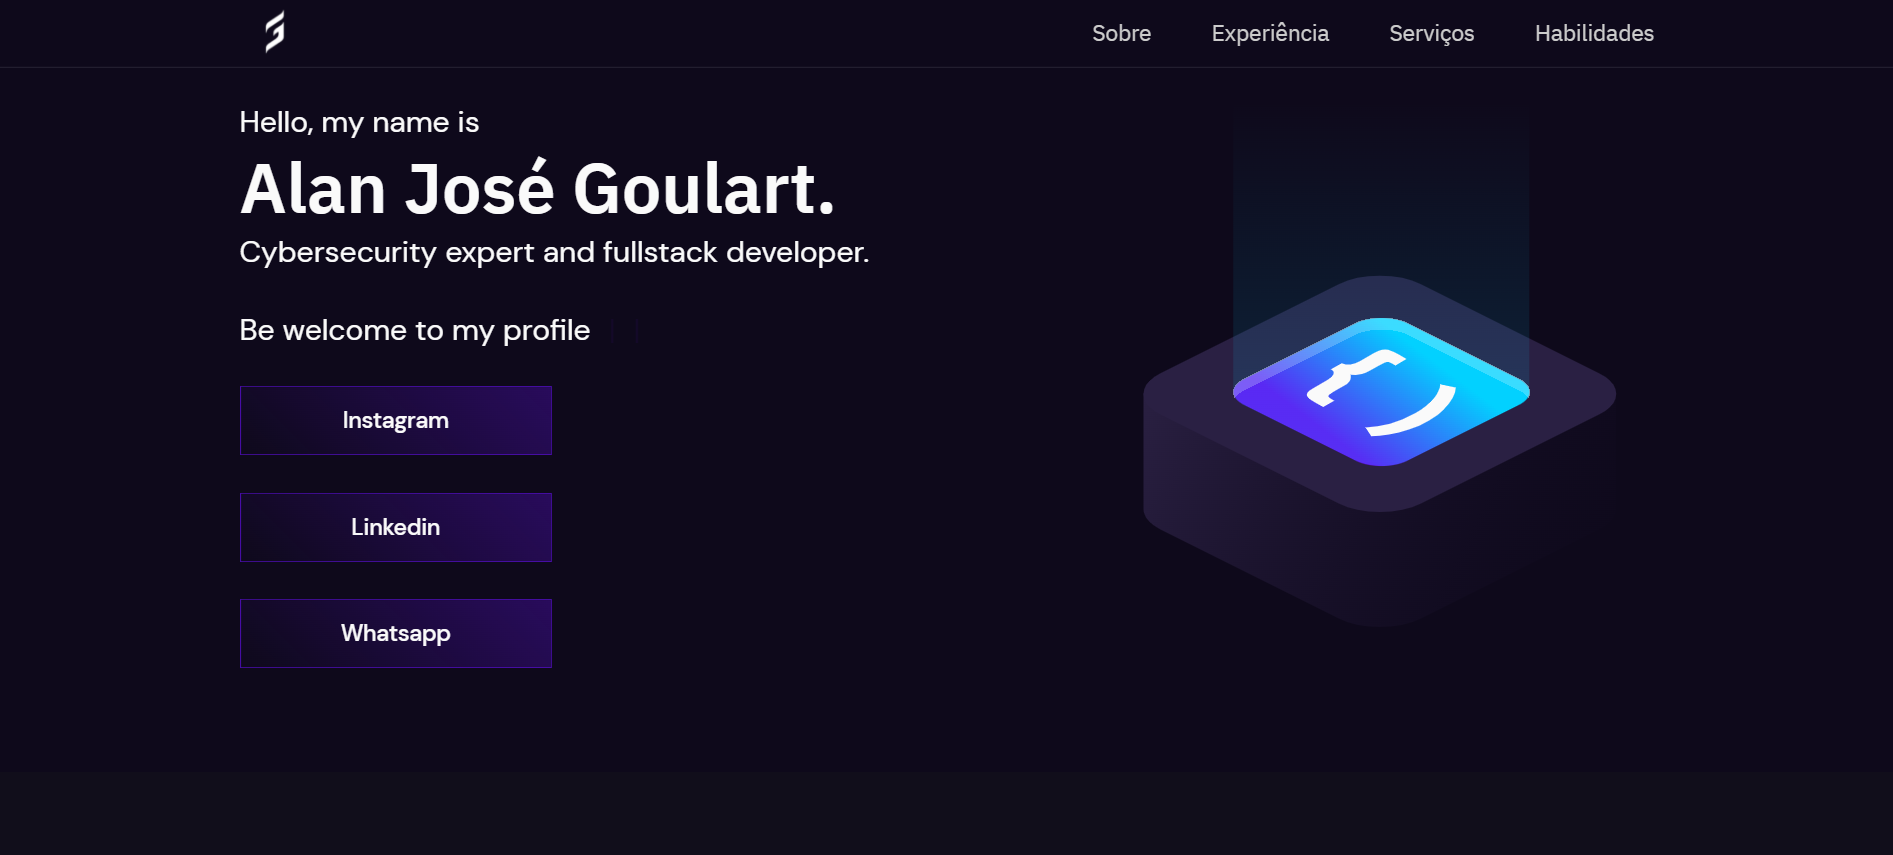 Sobre Experiência Serviços Habilidades
Hello, my name is
Alan José Goulart.
Cybersecurity expert and fullstack developer.
Be welcome to my profile
Instagram
Linkedin
Whatsapp
{ )